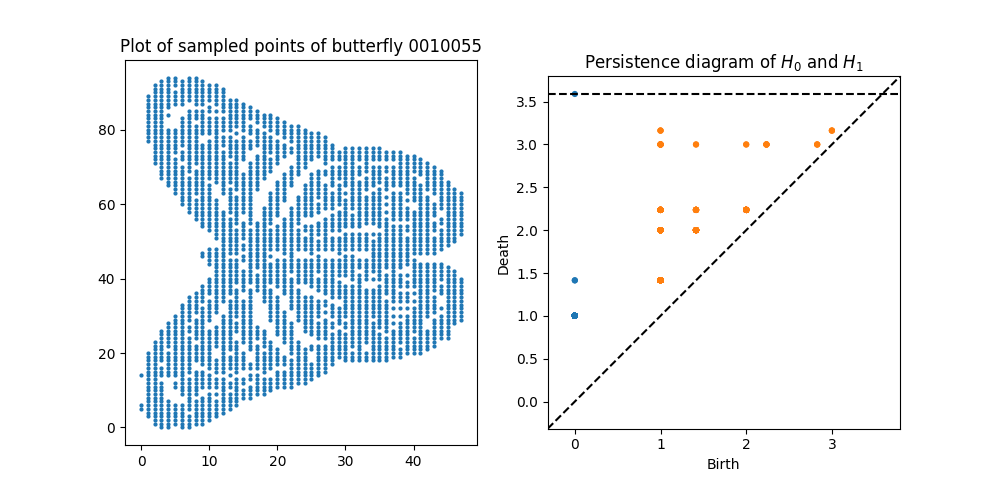 Plot of sampled points of butterfly 0010055
80
60
40
20
0
0 10 20 30 40
Persistence diagram of H₀ and H₁
3.5
3.0
2.5
2.0
1.5
1.0
0.5
0.0
Death
0 1 2 3
Birth